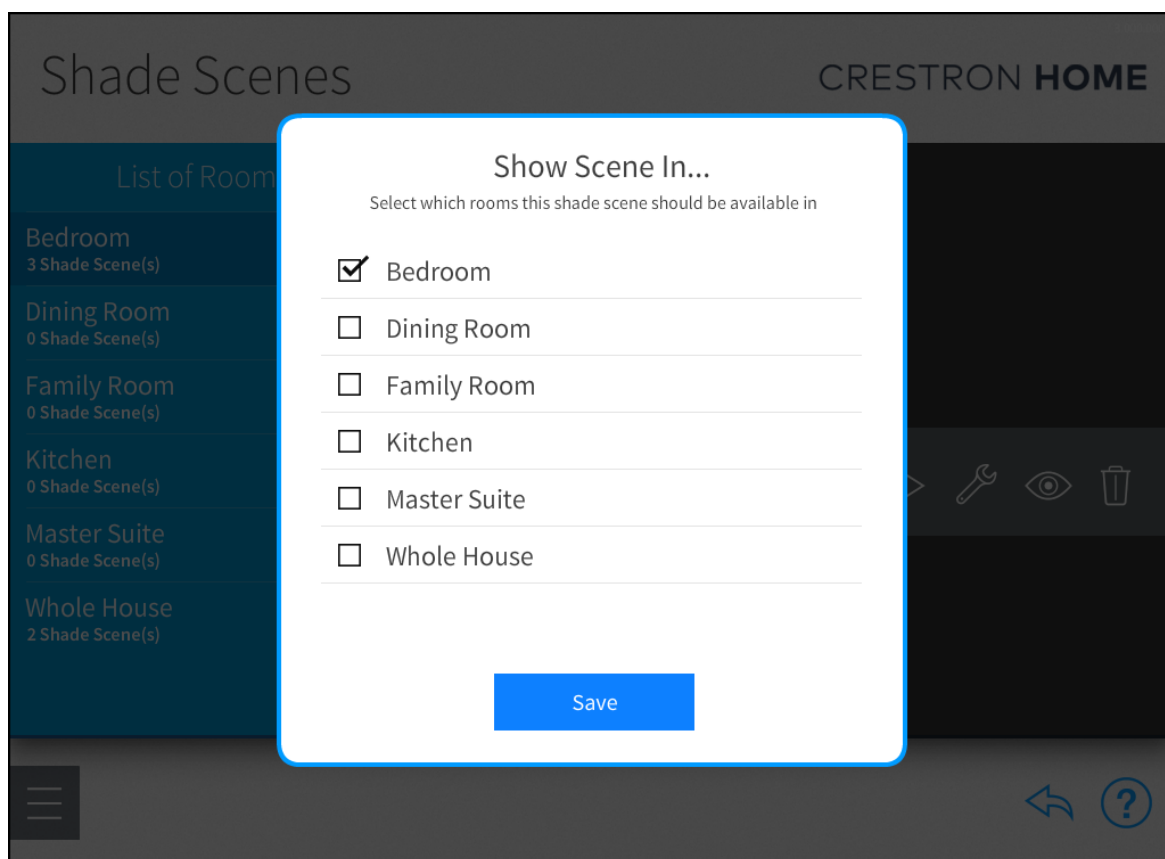 Shade Scenes
CRESTRON HOME
List of Room
Bedroom
3 Shade Scene(s)
Dining Room
0 Shade Scene(s)
Family Room
0 Shade Scene(s)
Kitchen
0 Shade Scene(s)
Master Suite
0 Shade Scene(s)
Whole House
2 Shade Scene(s)
Show Scene In...
Select which rooms this shade scene should be available in
Bedroom
Dining Room
Family Room
Kitchen
Master Suite
Whole House
Save
?